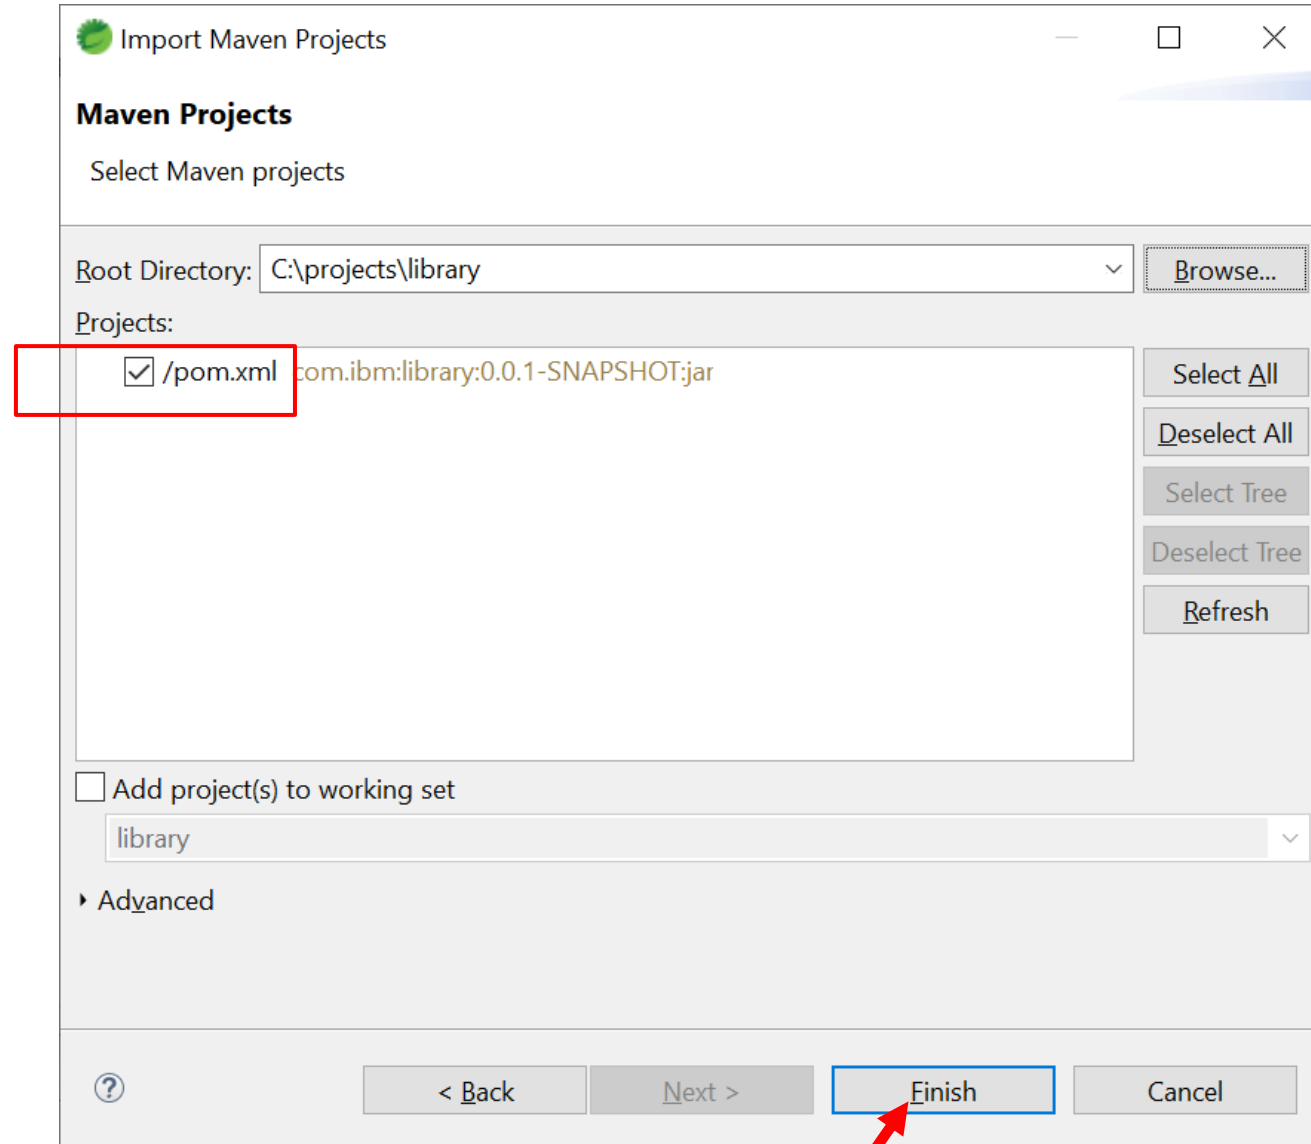 Import Maven Projects
Maven Projects
Select Maven projects
Root Directory: C:\projects\library Browse...
Projects:
/pom.xml com.ibm:library:0.0.1-SNAPSHOT:jar
Select All
Deselect All
Select Tree
Deselect Tree
Refresh
Add project(s) to working set
library
Advanced
? < Back Next > Finish Cancel